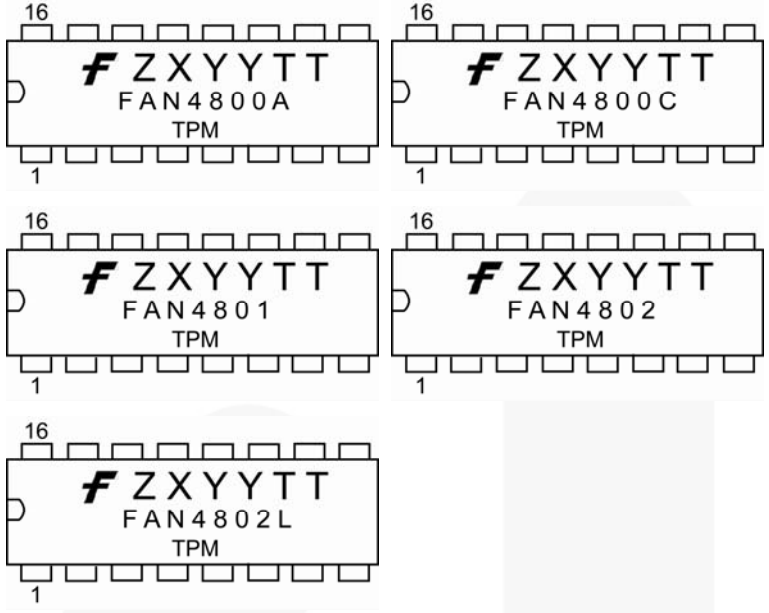 16
ZXYYTT
FAN4800A
TPM
1
16
ZXYYTT
FAN4800C
TPM
1
16
ZXYYTT
FAN4801
TPM
1
16
ZXYYTT
FAN4802
TPM
1
16
ZXYYTT
FAN4802L
TPM
1